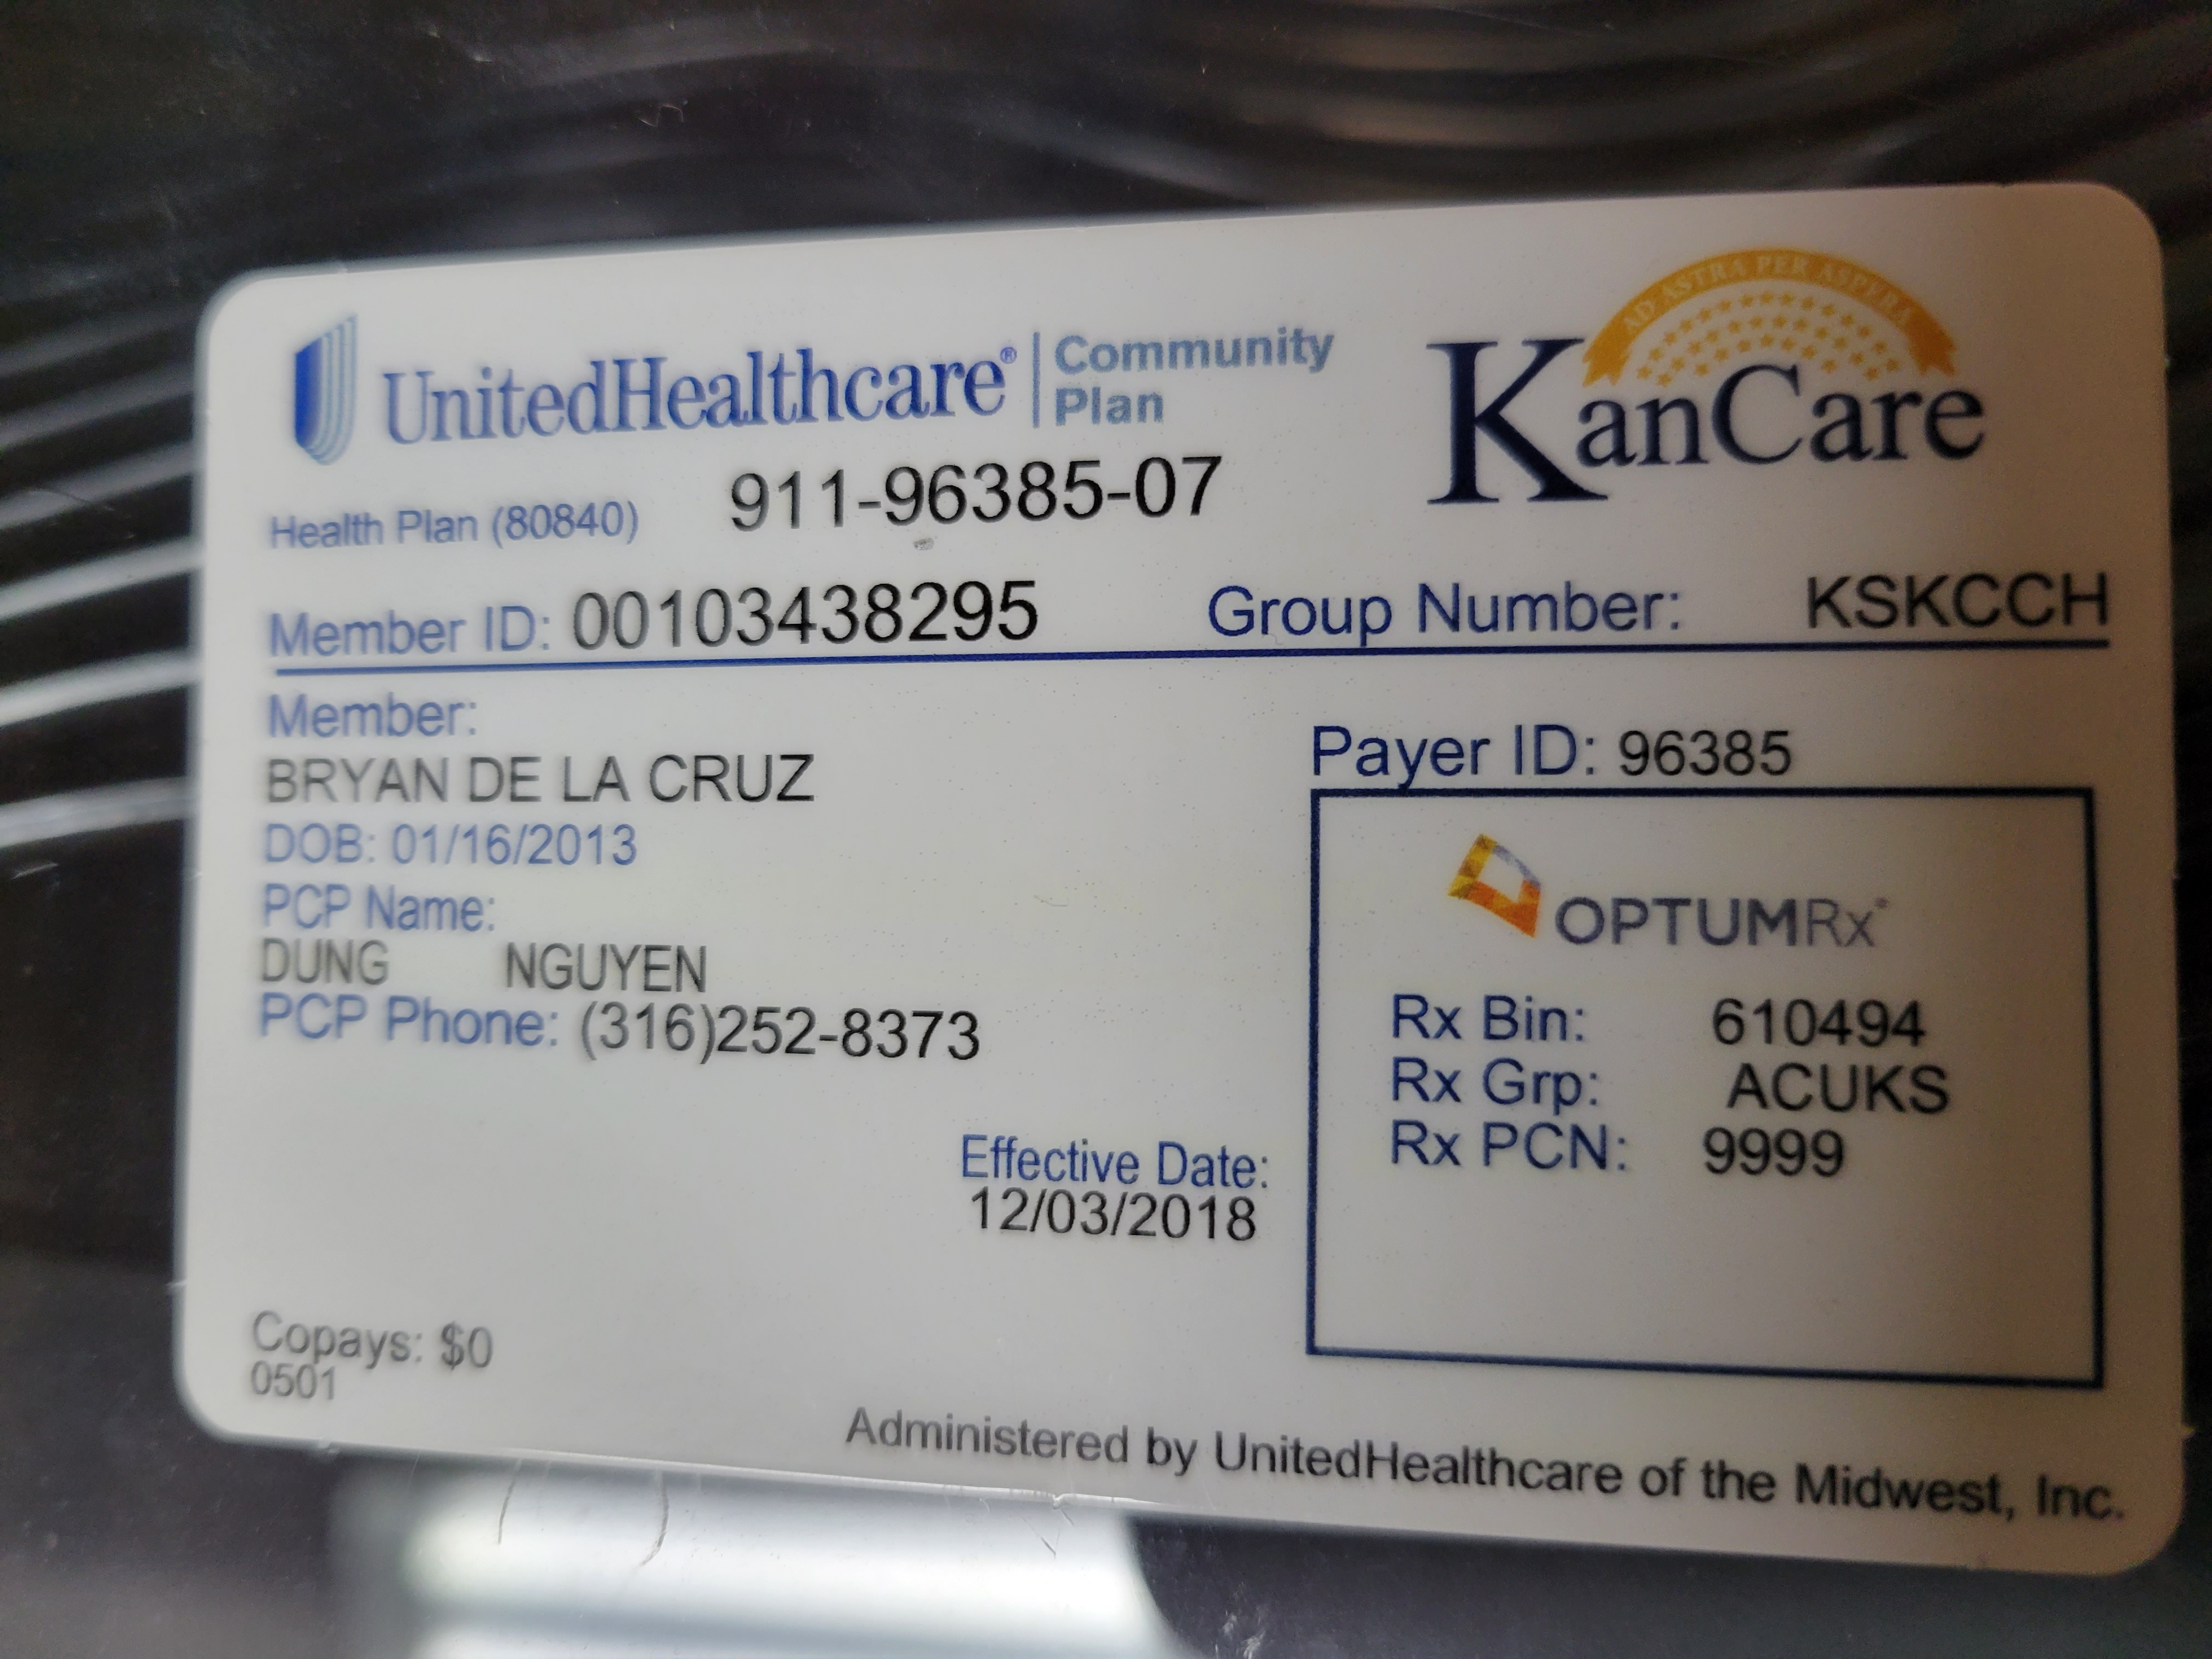 UnitedHealthcare® | Community Plan
AD ASTRA PER ASPERA
KanCare
Health Plan (80840) 911-96385-07
Member ID: 00103438295 Group Number: KSKCCH
Member:
BRYAN DE LA CRUZ
DOB: 01/16/2013
PCP Name:
DUNG NGUYEN
PCP Phone: (316)252-8373
Effective Date:
12/03/2018
Payer ID: 96385
OPTUMRx®
Rx Bin: 610494
Rx Grp: ACUKS
Rx PCN: 9999
Copays: $0
0501
Administered by UnitedHealthcare of the Midwest, Inc.